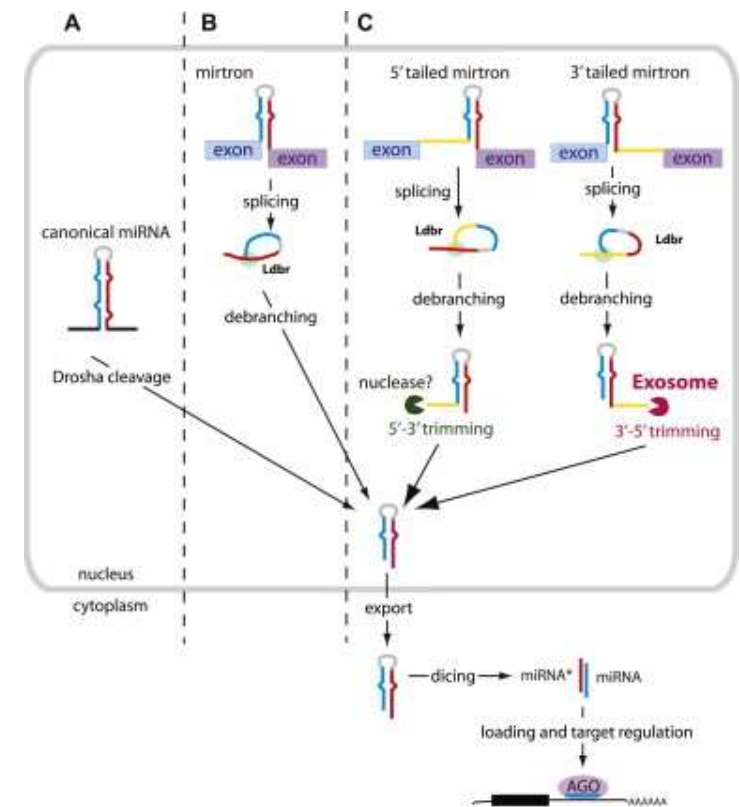 A
B
C
mirtron
5' tailed mirtron
3' tailed mirtron
exon
exon
exon
exon
exon
exon
splicing
splicing
splicing
canonical miRNA
Ldbr
Ldbr
Ldbr
debranching
debranching
debranching
Drosha cleavage
nuclease?
Exosome
5'-3' trimming
3'-5' trimming
nucleus
cytoplasm
export
dicing
miRNA*
miRNA
loading and target regulation
AGO
AAAAAA